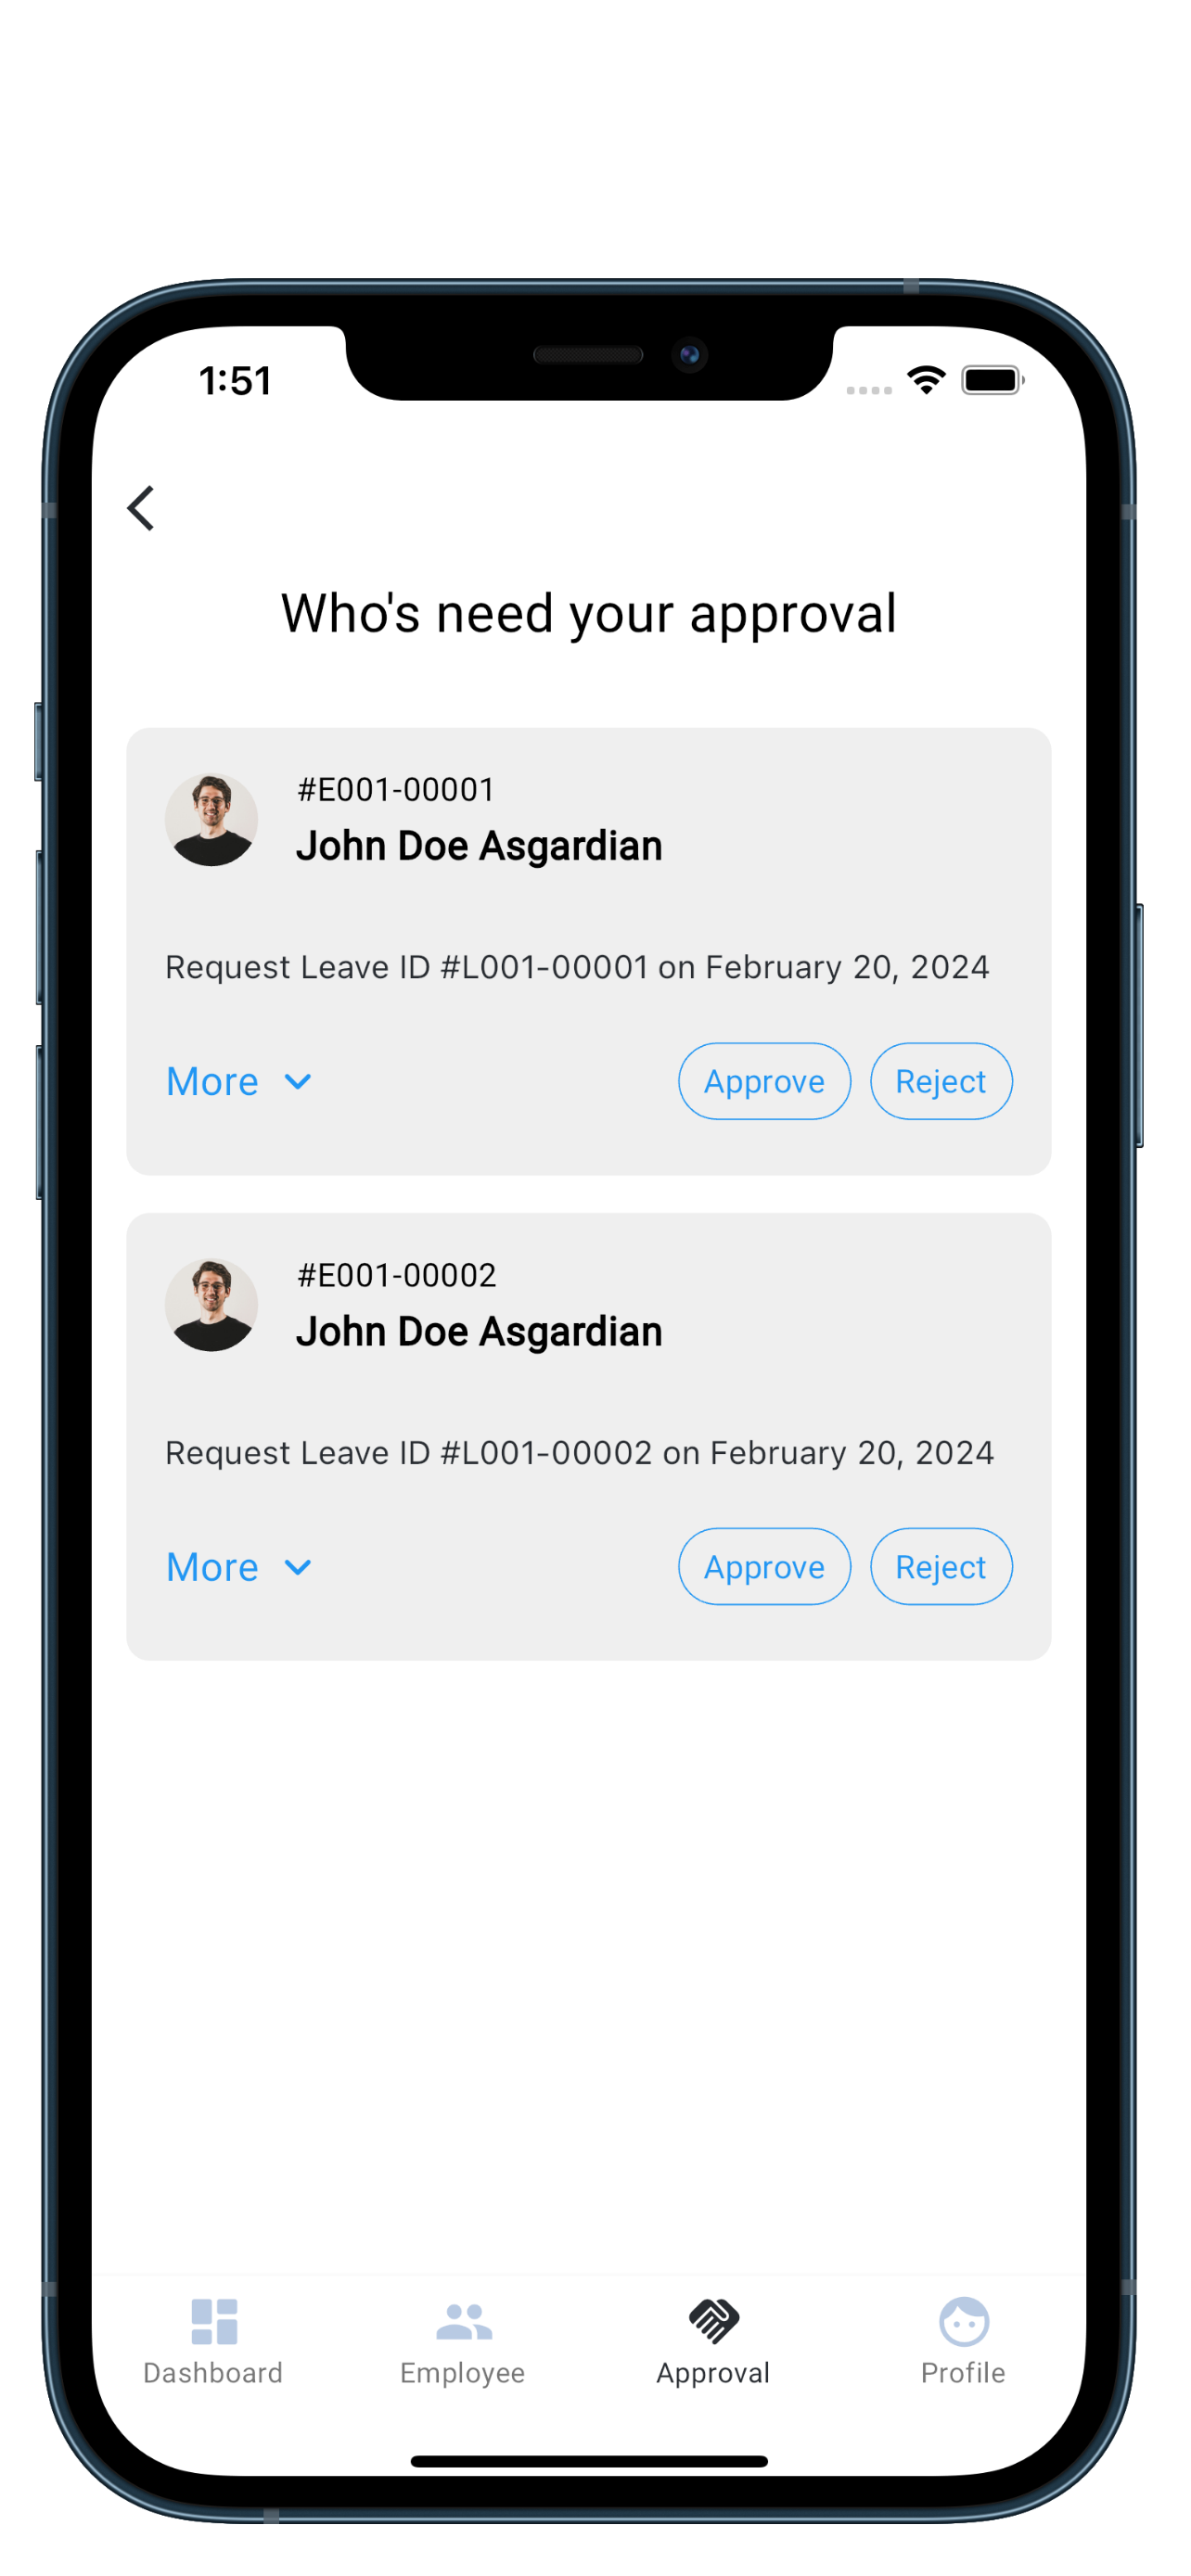 1:51
Who's need your approval
#E001-00001
John Doe Asgardian
Request Leave ID #L001-00001 on February 20, 2024
More
Approve
Reject
#E001-00002
John Doe Asgardian
Request Leave ID #L001-00002 on February 20, 2024
More
Approve
Reject
Dashboard
Employee
Approval
Profile